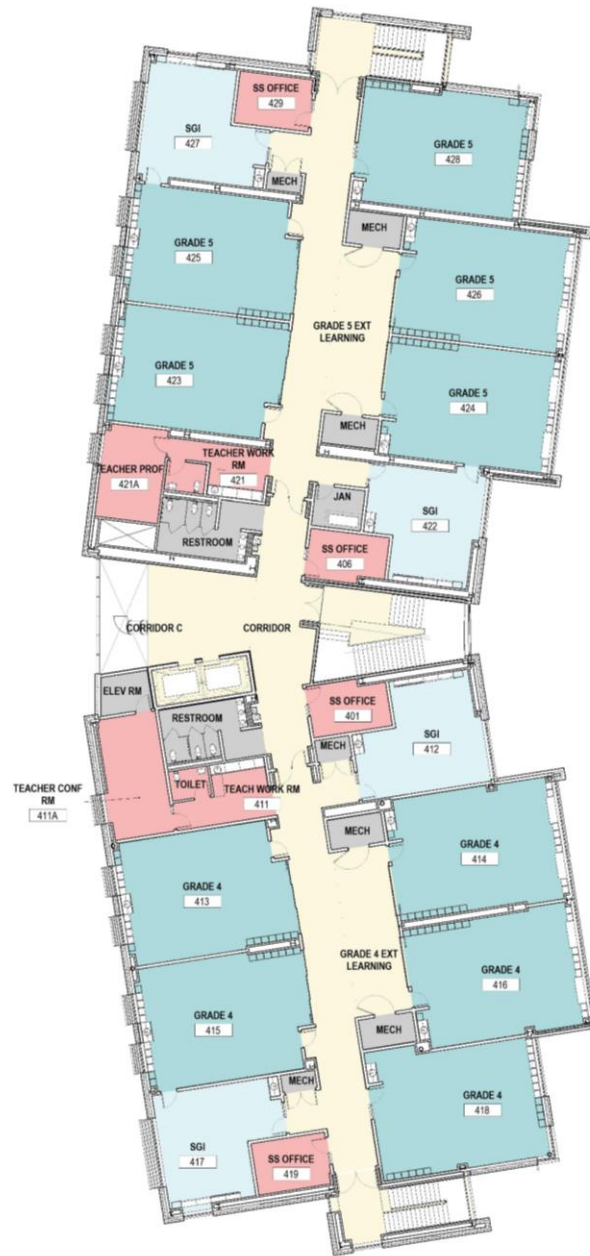 SS OFFICE
429
SGI
427
GRADE 5
428
MECH
MECH
GRADE 5
425
GRADE 5
426
GRADE 5 EXT
LEARNING
GRADE 5
423
GRADE 5
424
MECH
TEACHER WORK
RM
421
TEACHER PROF
421A
JAN
SGI
422
RESTROOM
SS OFFICE
406
CORRIDOR C
CORRIDOR
ELEV RM
SS OFFICE
401
RESTROOM
SGI
412
MECH
TOILET
TEACH WORK RM
411
TEACHER CONF
RM
411A
MECH
GRADE 4
414
GRADE 4
413
GRADE 4 EXT
LEARNING
GRADE 4
416
GRADE 4
415
MECH
MECH
GRADE 4
418
SGI
417
SS OFFICE
419